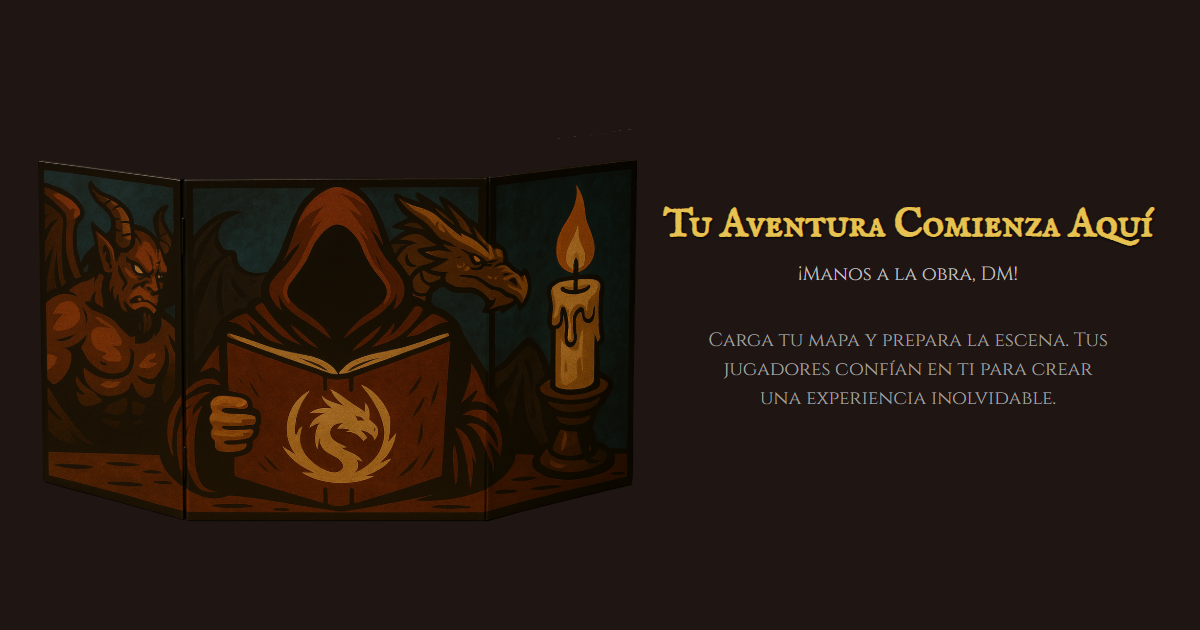 Tu Aventura Comienza Aquí
¡Manos a la obra, DM!
Carga tu mapa y prepara la escena. Tus
jugadores confían en ti para crear
una experiencia inolvidable.